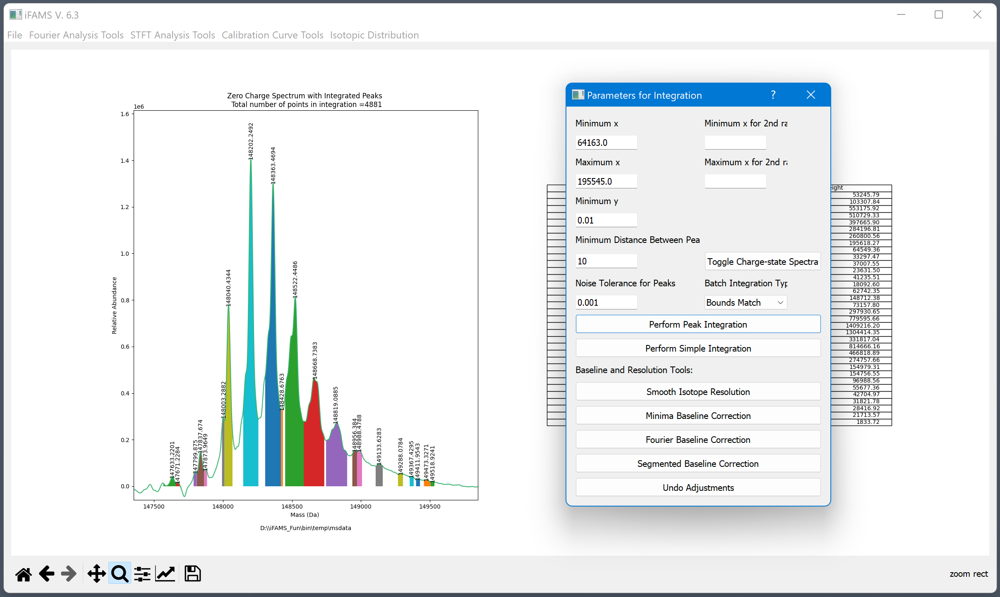 iFAMS V. 6.3
File Fourier Analysis Tools STFT Analysis Tools Calibration Curve Tools Isotopic Distribution
Zero Charge Spectrum with Integrated Peaks
Total number of points in integration =4881
1e6
1.6
1.4
1.2
1.0
0.8
0.6
0.4
0.2
0.0
Relative Abundance
147633.2201
147671.2284
147799.875
147837.674
147873.9649
148003.2882
148040.4344
148202.2492
148363.4694
148428.6763
148522.4486
148668.7383
148819.0885
148956.384
148988.4788
149133.6283
149288.0784
149367.4295
149411.9543
149473.3271
149518.9241
147500 148000 148500 149000 149500
Mass (Da)
D:\\iFAMS_Fun\bin\temp\msdata
Parameters for Integration ?
Minimum x Minimum x for 2nd ra
64163.0
Maximum x Maximum x for 2nd ra
195545.0
Minimum y
0.01
Minimum Distance Between Pea
10 Toggle Charge-state Spectra
Noise Tolerance for Peaks Batch Integration Typ
0.001 Bounds Match
Perform Peak Integration
Perform Simple Integration
Baseline and Resolution Tools:
Smooth Isotope Resolution
Minima Baseline Correction
Fourier Baseline Correction
Segmented Baseline Correction
Undo Adjustments
eight
53245.79
103307.84
553175.92
510729.33
397665.90
284196.81
260800.56
195618.27
64549.36
33297.47
37007.55
23631.50
41235.51
18092.60
62742.35
148712.38
73157.80
297930.65
779595.66
1409216.20
1304414.35
331817.04
814666.16
466818.89
274757.66
154979.31
154756.55
96988.56
55677.36
42704.97
31821.78
28416.92
21713.57
1833.72
zoom rect